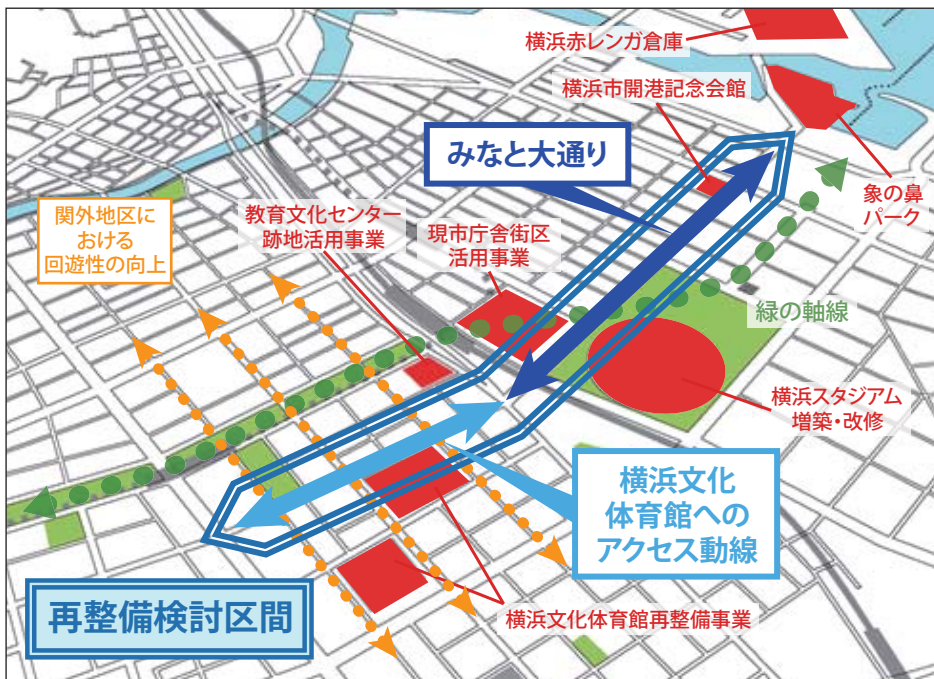 横浜赤レンガ倉庫
横浜市開港記念会館
みなと大通り
象の鼻
パーク
関外地区に
おける
回遊性の向上
教育文化センター
跡地活用事業
現市庁舎街区
活用事業
緑の軸線
横浜スタジアム
増築・改修
横浜文化
体育館への
アクセス動線
再整備検討区間
横浜文化体育館再整備事業